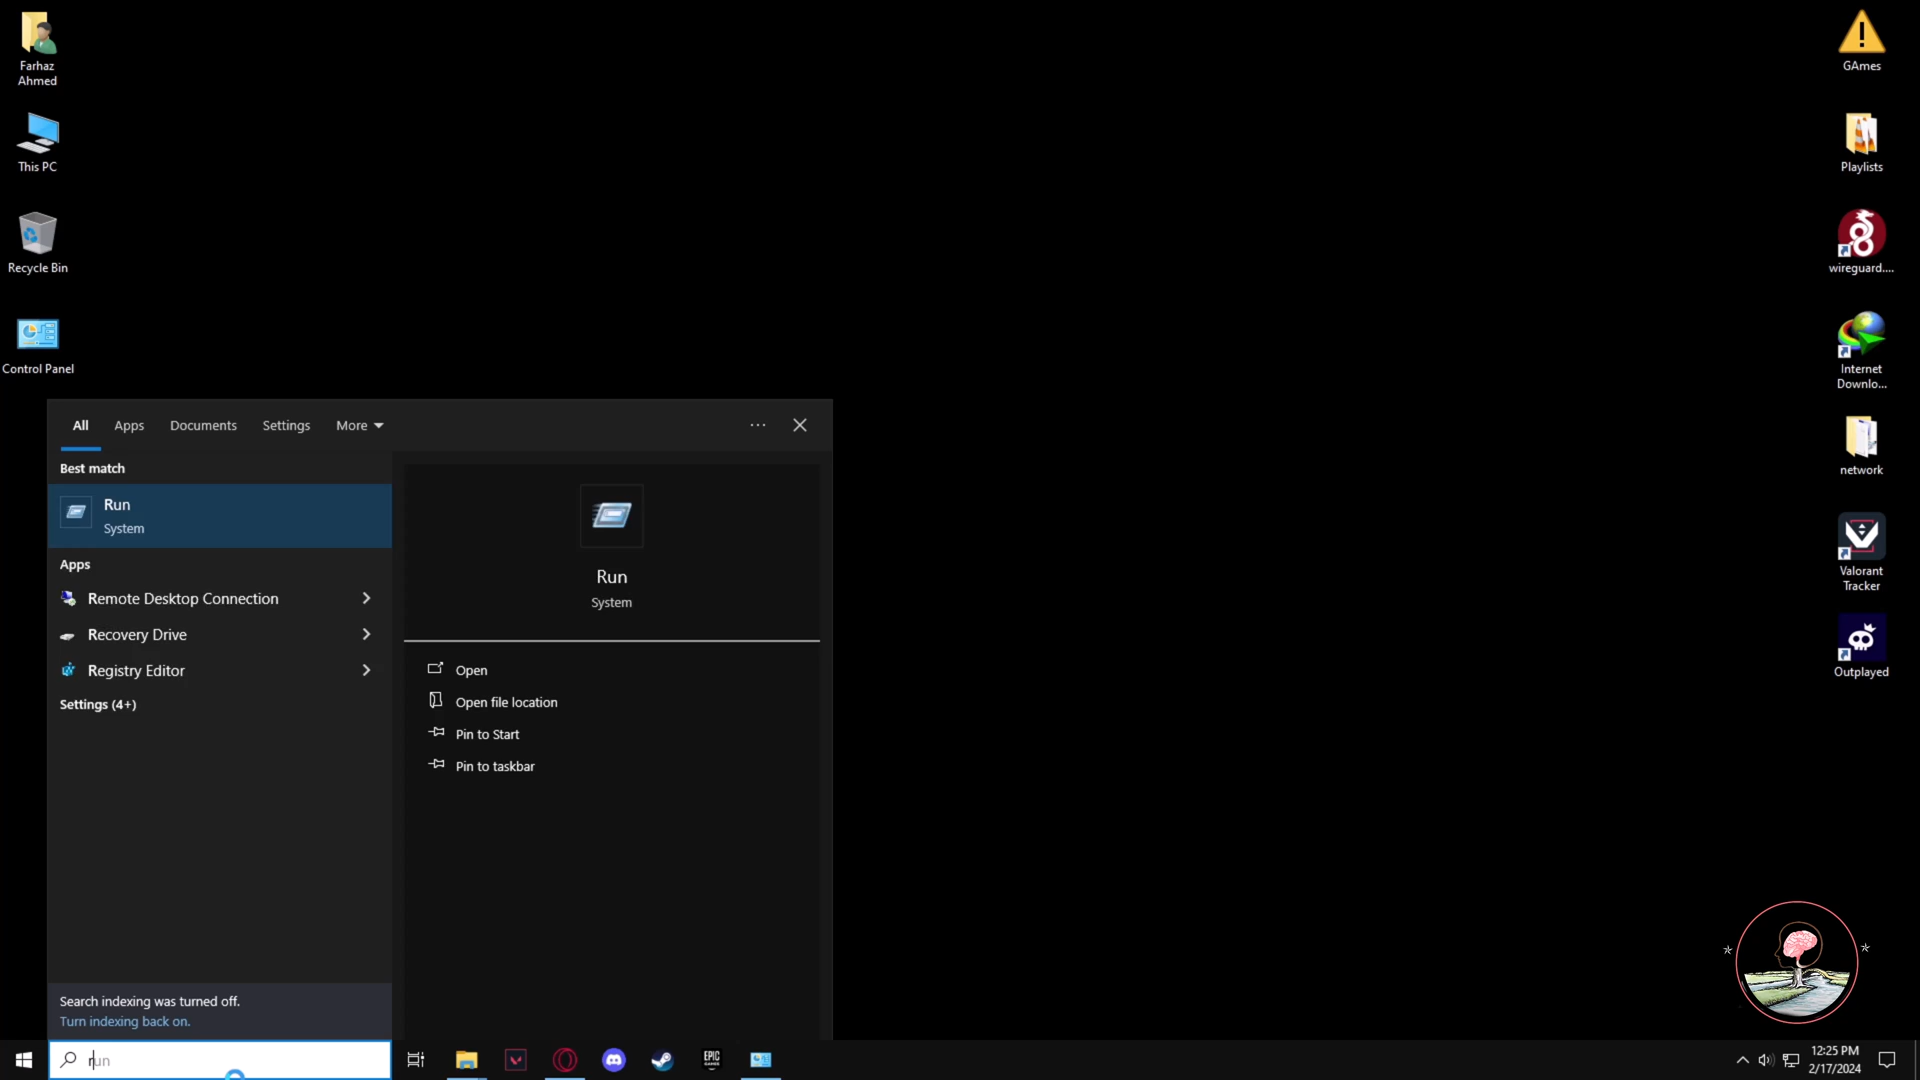 Farhaz
Ahmed
This PC
Recycle Bin
Control Panel
GAmes
Playlists
wireguard....
Internet
Downlo...
network
Valorant
Tracker
Outplayed
All
Apps
Documents
Settings
More
Best match
Run
System
Apps
Remote Desktop Connection
Recovery Drive
Registry Editor
Settings (4+)
Run
System
Open
Open file location
Pin to Start
Pin to taskbar
Search indexing was turned off.
Turn indexing back on.
run
EPIC
GAMES
12:25 PM
2/17/2024